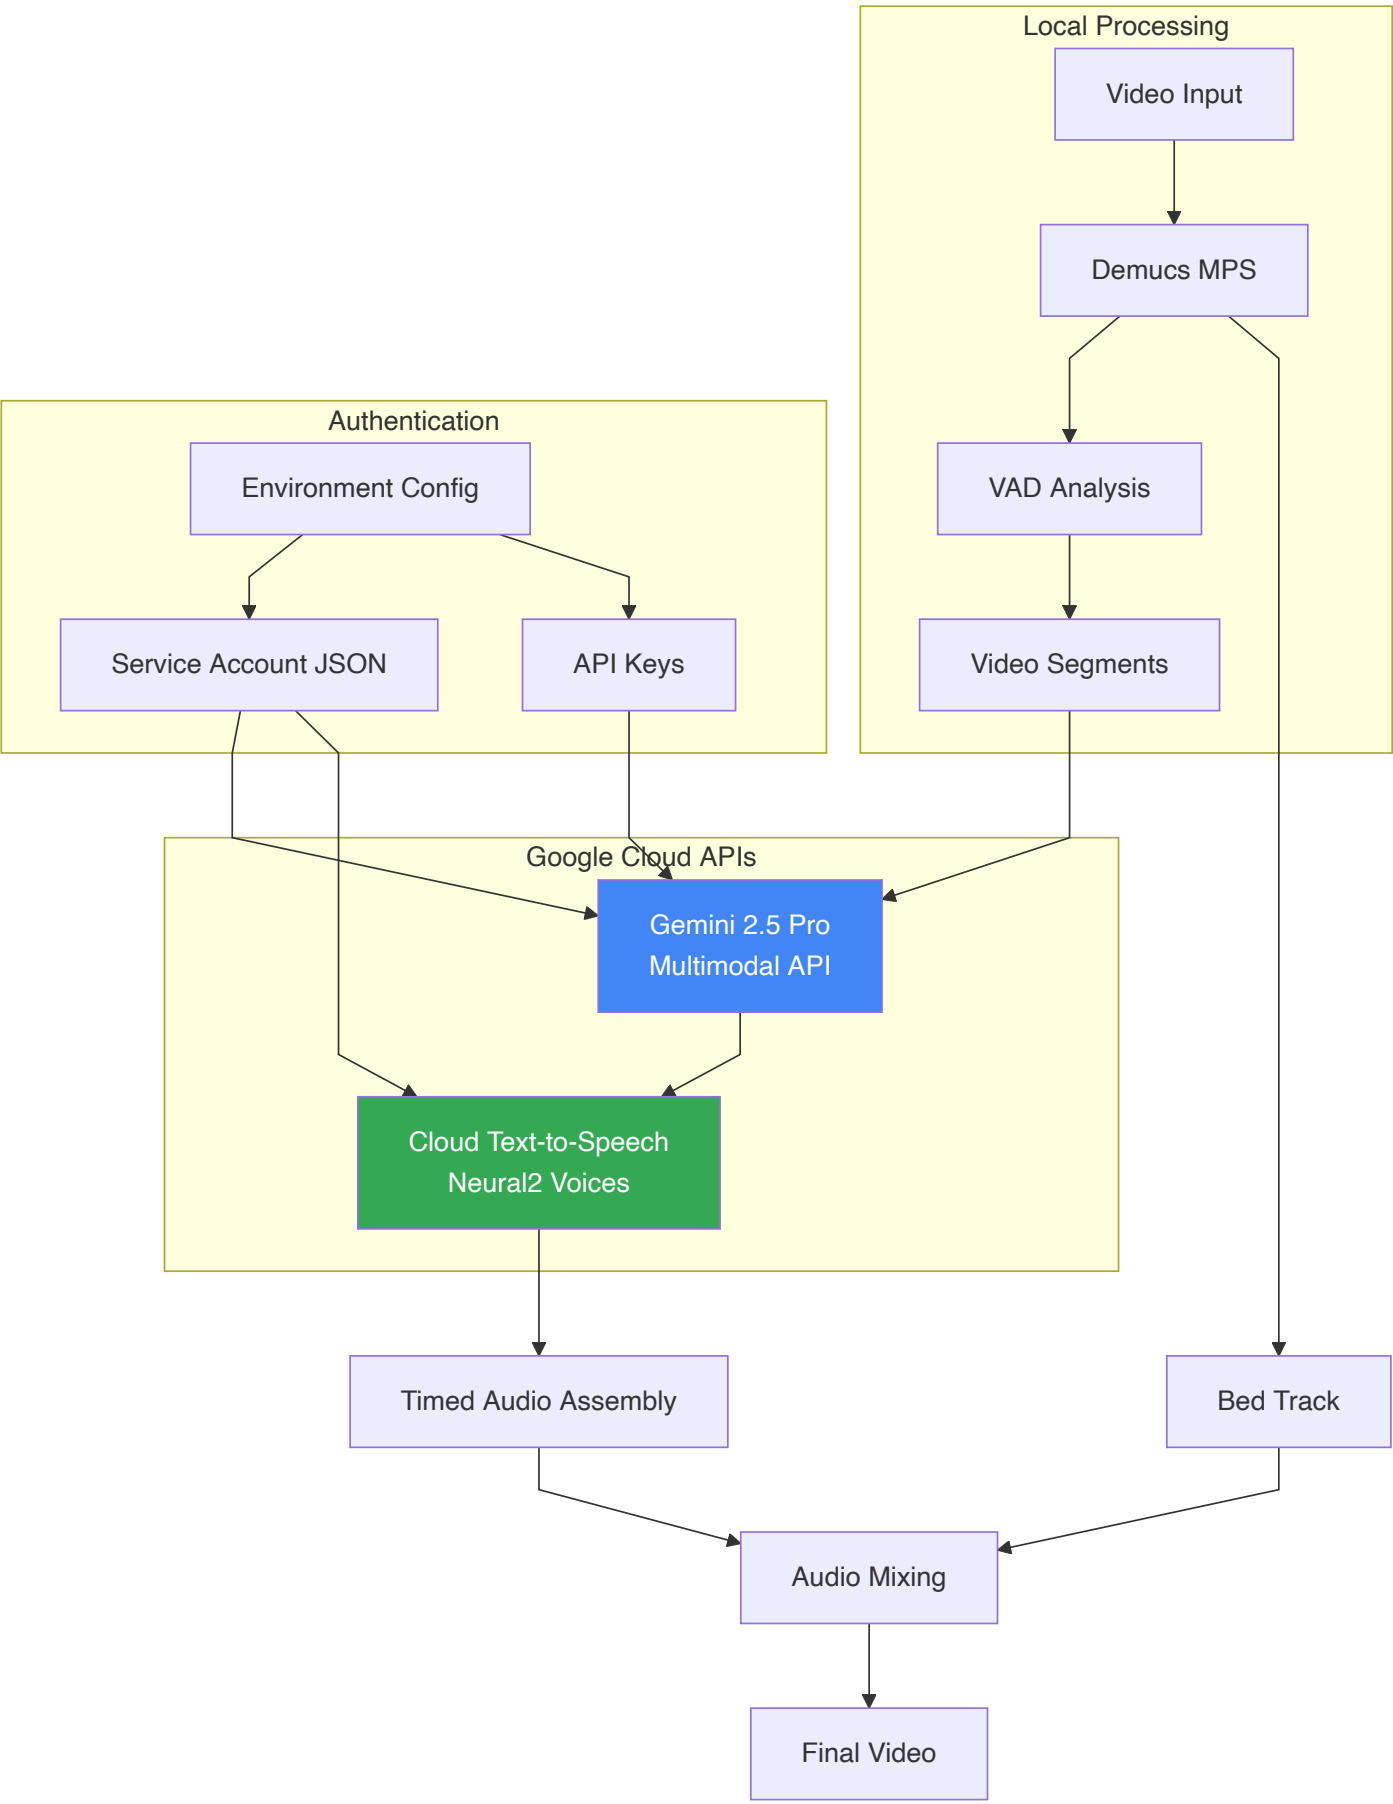 Local Processing
Video Input
Demucs MPS
Authentication
Environment Config
VAD Analysis
Service Account JSON
API Keys
Video Segments
Google Cloud APIs
Gemini 2.5 Pro
Multimodal API
Cloud Text-to-Speech
Neural2 Voices
Timed Audio Assembly
Bed Track
Audio Mixing
Final Video